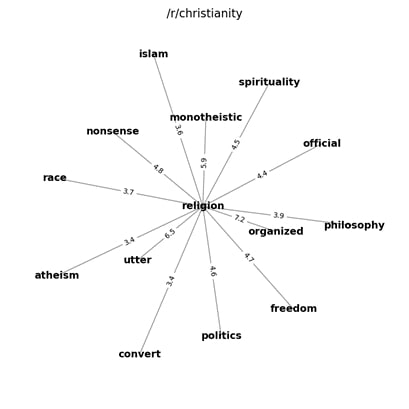 /r/christianity
islam
spirituality
monotheistic
nonsense
official
3.6
4.5
5.9
4.8
4.4
race
3.7
religion
7.2
3.9
philosophy
organized
6.5
3.4
utter
atheism
4.7
4.6
3.4
freedom
politics
convert